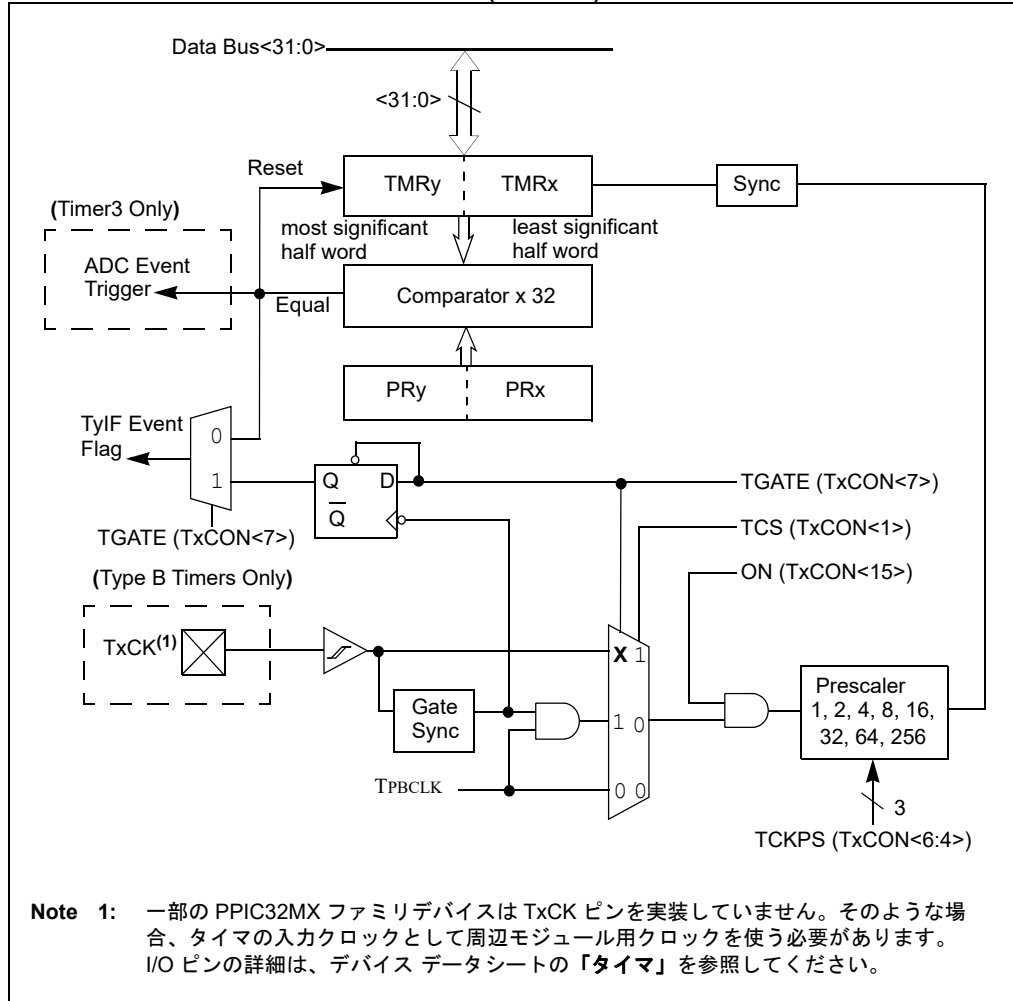 Data Bus<31:0>
<31:0>
Reset
TMRy TMRx
Sync
(Timer3 Only)
most significant
half word
least significant
half word
ADC Event
Trigger
Equal
Comparator x 32
PRy PRx
TyIF Event
Flag
0
1
Q D
Q
TGATE (TxCON<7>)
TGATE (TxCON<7>)
TCS (TxCON<1>)
ON (TxCON<15>)
(Type B Timers Only)
TxCK(1)
X 1
Gate
Sync
1 0
Prescaler
1, 2, 4, 8, 16,
32, 64, 256
TPBCLK
0 0
3
TCKPS (TxCON<6:4>)
Note 1: 一部の PPIC32MX ファミリデバイスは TxCK ピンを実装していません。そのような場
合、タイマの入力クロックとして周辺モジュール用クロックを使う必要があります。
I/O ピンの詳細は、デバイス データシートの「タイマ」を参照してください。